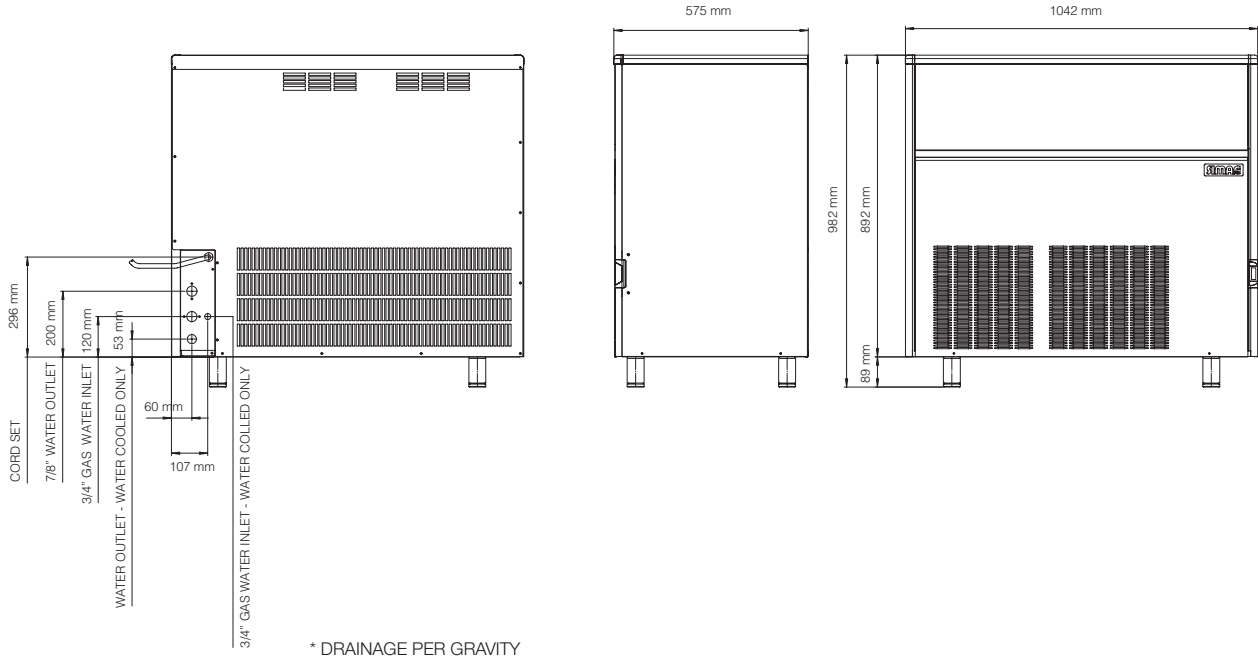 575 mm
1042 mm
SIMAG
982 mm
892 mm
89 mm
296 mm
200 mm
120 mm
53 mm
60 mm
107 mm
CORD SET
7/8" WATER OUTLET
3/4" GAS WATER INLET
WATER OUTLET - WATER COOLED ONLY
3/4" GAS WATER INLET - WATER COLLED ONLY
* DRAINAGE PER GRAVITY